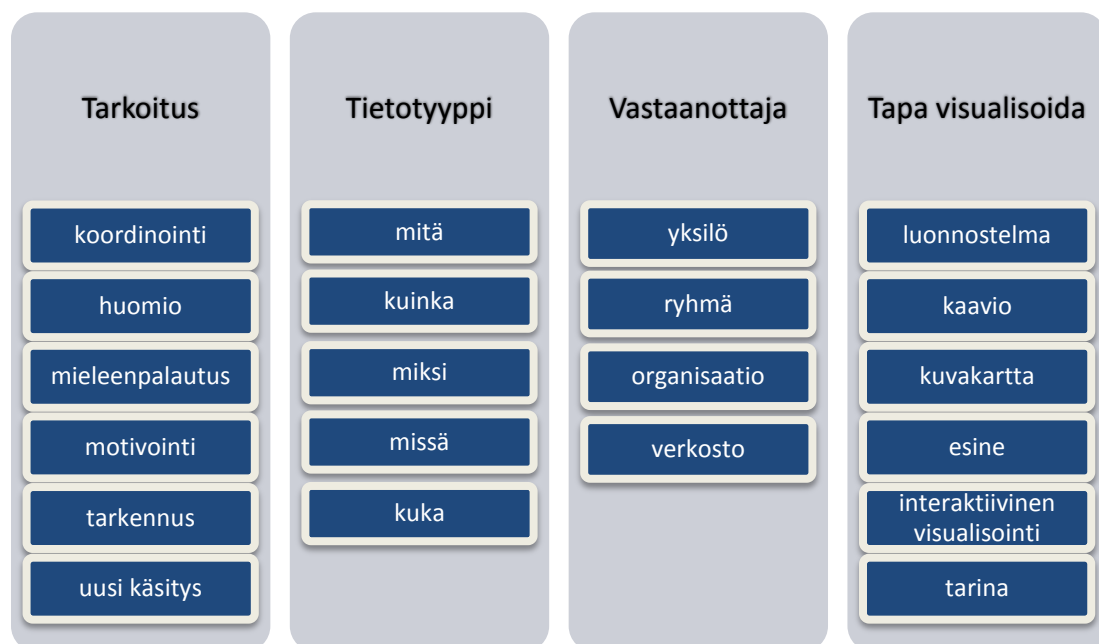 Tarkoitus
koordinointi
huomio
mieleenpalautus
motivointi
tarkennus
uusi käsitys
Tietotyyppi
mitä
kuinka
miksi
missä
kuka
Vastaanottaja
yksilö
ryhmä
organisaatio
verkosto
Tapa visualisoida
luonnostelma
kaavio
kuvakartta
esine
interaktiivinen
visualisointi
tarina